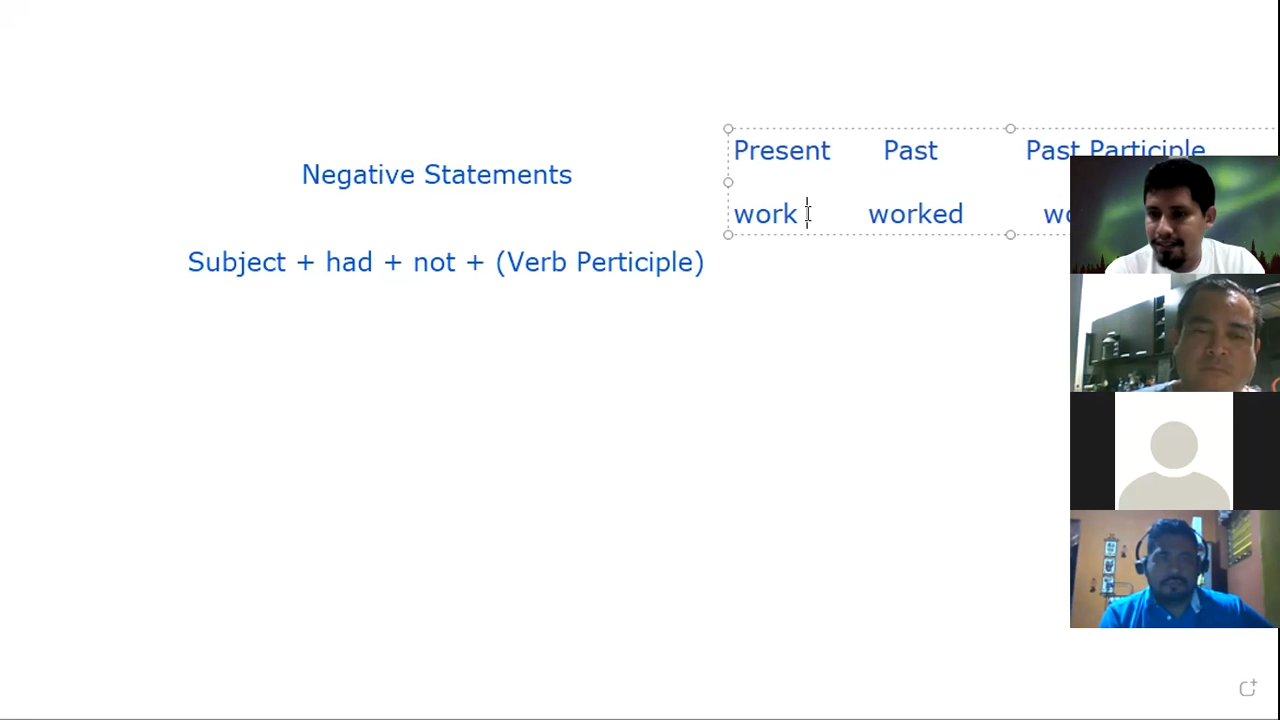 Negative Statements
Subject + had + not + (Verb Perticiple)
Present Past Past Participle
work worked